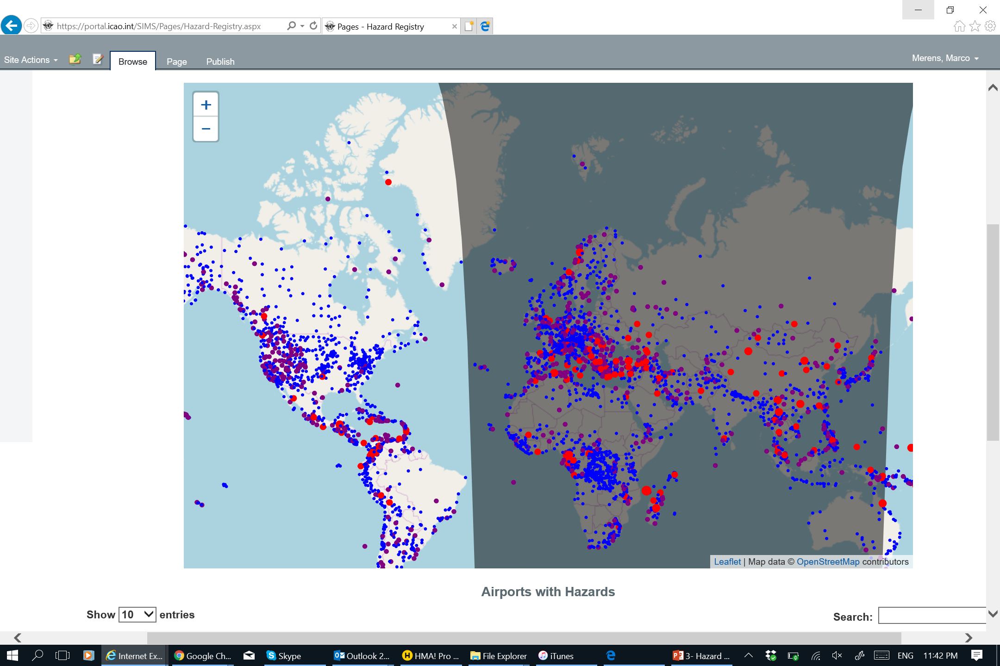 https://portal.icao.int/SIMS/Pages/Hazard-Registry.aspx
Pages - Hazard Registry
Site Actions
Browse
Page
Publish
Merens, Marco
+
−
Leaflet | Map data © OpenStreetMap contributors
Airports with Hazards
Show 10 entries
Search:
Internet Ex...
Google Ch...
Skype
Outlook 2...
HMA! Pro ...
File Explorer
iTunes
3- Hazard ...
ENG
11:42 PM